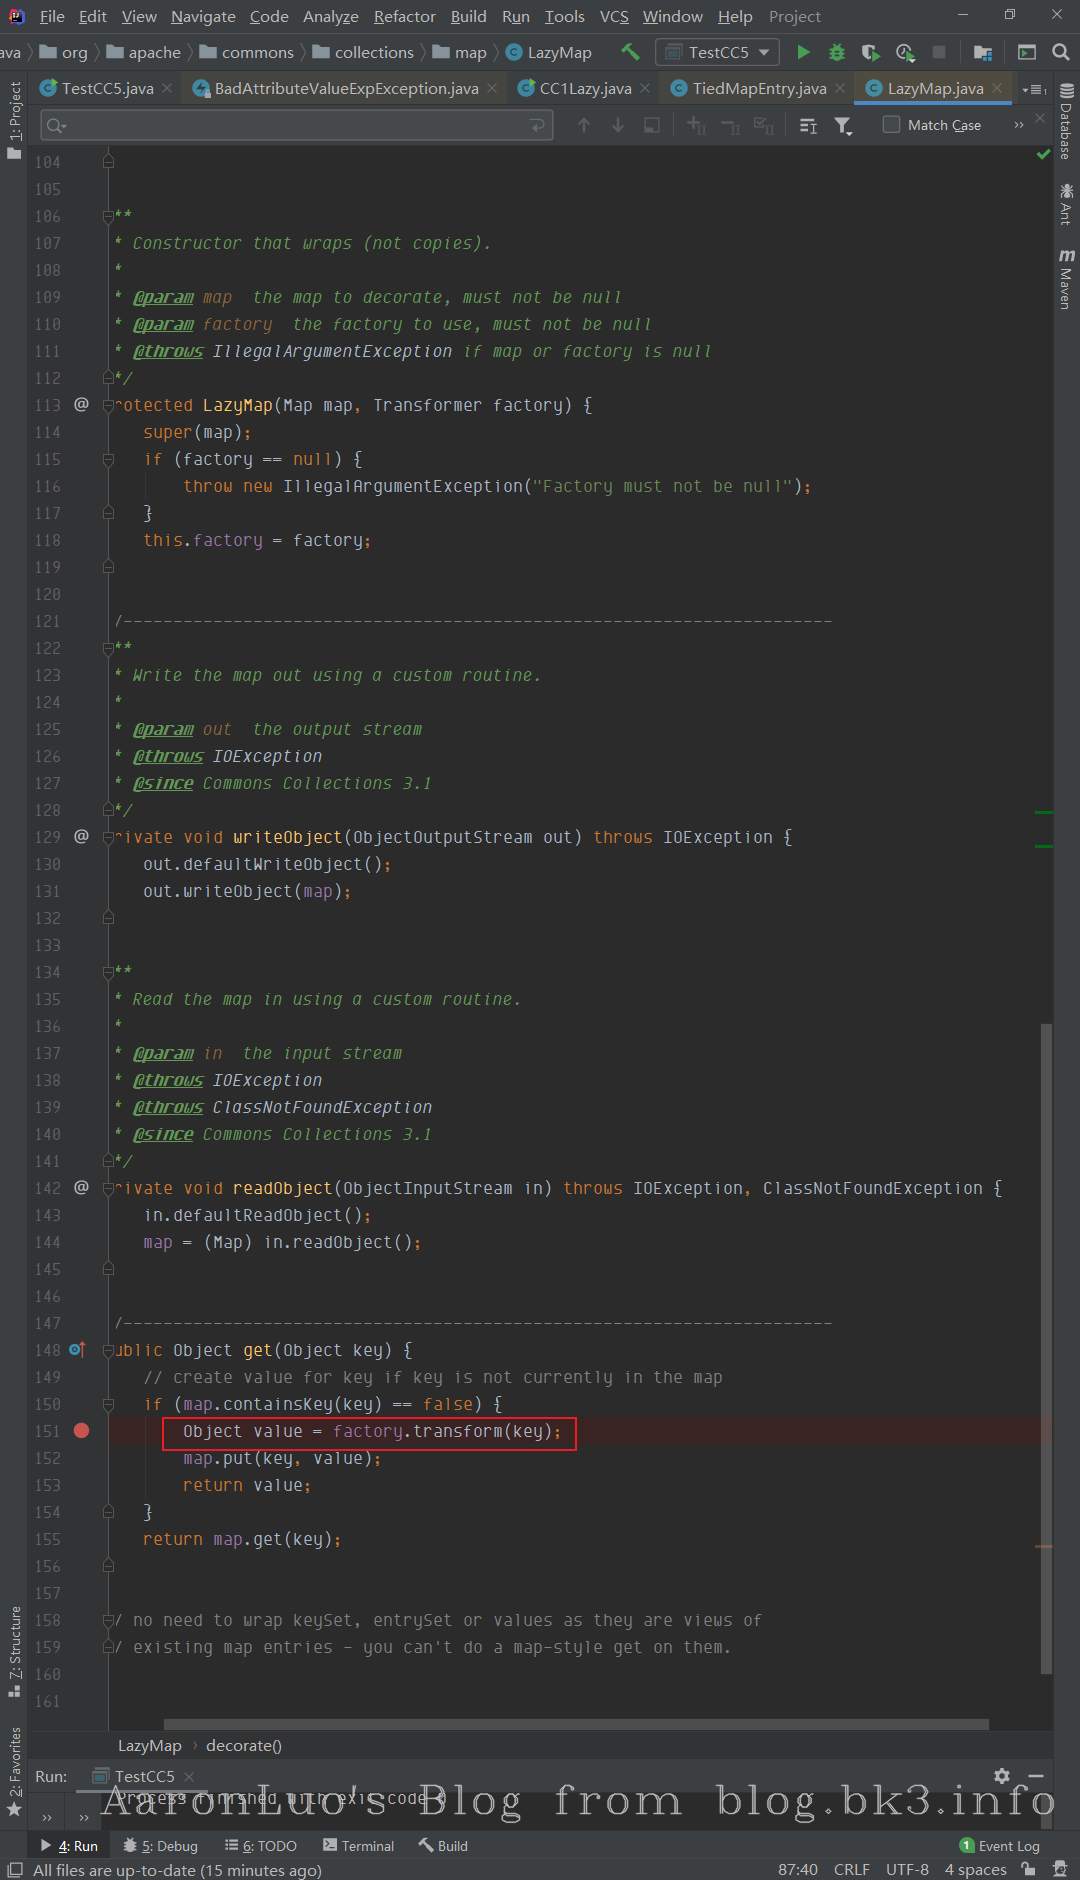 File Edit View Navigate Code Analyze Refactor Build Run Tools VCS Window Help Project
ava org apache commons collections map LazyMap TestCC5
TestCC5.java BadAttributeValueExpException.java CC1Lazy.java TiedMapEntry.java LazyMap.java
Match Case
1: Project
Database
Ant
Maven
104
105
106 **
107 * Constructor that wraps (not copies).
108 *
109 * @param map the map to decorate, must not be null
110 * @param factory the factory to use, must not be null
111 * @throws IllegalArgumentException if map or factory is null
112 */
113 @ rotected LazyMap(Map map, Transformer factory) {
114 super(map);
115 if (factory == null) {
116 throw new IllegalArgumentException("Factory must not be null");
117 }
118 this.factory = factory;
119
120
121 /-----------------------------------------------------------------------
122 **
123 * Write the map out using a custom routine.
124 *
125 * @param out the output stream
126 * @throws IOException
127 * @since Commons Collections 3.1
128 */
129 @ rivate void writeObject(ObjectOutputStream out) throws IOException {
130 out.defaultWriteObject();
131 out.writeObject(map);
132
133
134 **
135 * Read the map in using a custom routine.
136 *
137 * @param in the input stream
138 * @throws IOException
139 * @throws ClassNotFoundException
140 * @since Commons Collections 3.1
141 */
142 @ rivate void readObject(ObjectInputStream in) throws IOException, ClassNotFoundException {
143 in.defaultReadObject();
144 map = (Map) in.readObject();
145
146
147 /-----------------------------------------------------------------------
148 ublic Object get(Object key) {
149 // create value for key if key is not currently in the map
150 if (map.containsKey(key) == false) {
151 Object value = factory.transform(key);
152 map.put(key, value);
153 return value;
154 }
155 return map.get(key);
156
157
158 / no need to wrap keySet, entrySet or values as they are views of
159 / existing map entries - you can't do a map-style get on them.
160
161
7: Structure
2: Favorites
LazyMap › decorate()
Run: TestCC5
Process finished with exit code 0
AaronLuo's Blog from blog.bk3.info
4: Run 5: Debug 6: TODO Terminal Build 1 Event Log
All files are up-to-date (15 minutes ago) 87:40 CRLF UTF-8 4 spaces